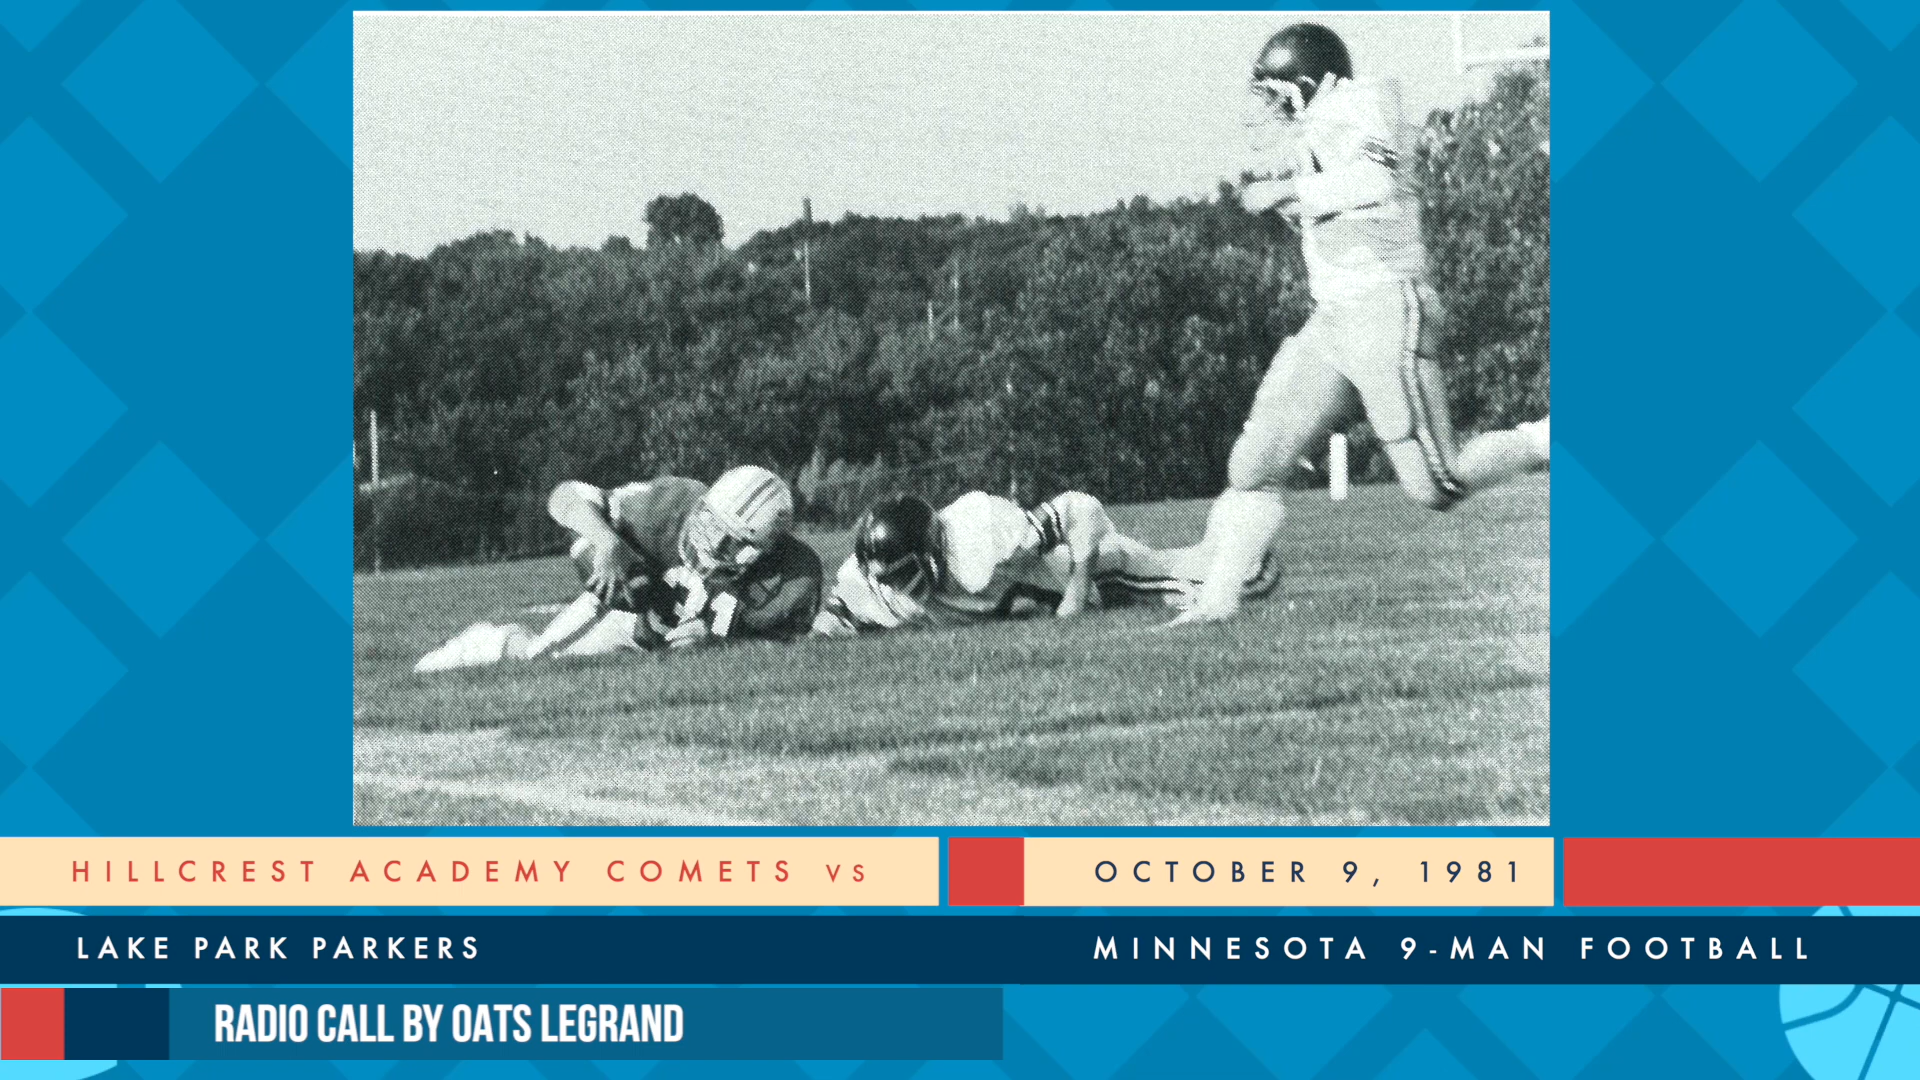 31
HILLCREST ACADEMY COMETS VS
OCTOBER 9, 1981
LAKE PARK PARKERS
MINNESOTA 9-MAN FOOTBALL
RADIO CALL BY OATS LEGRAND